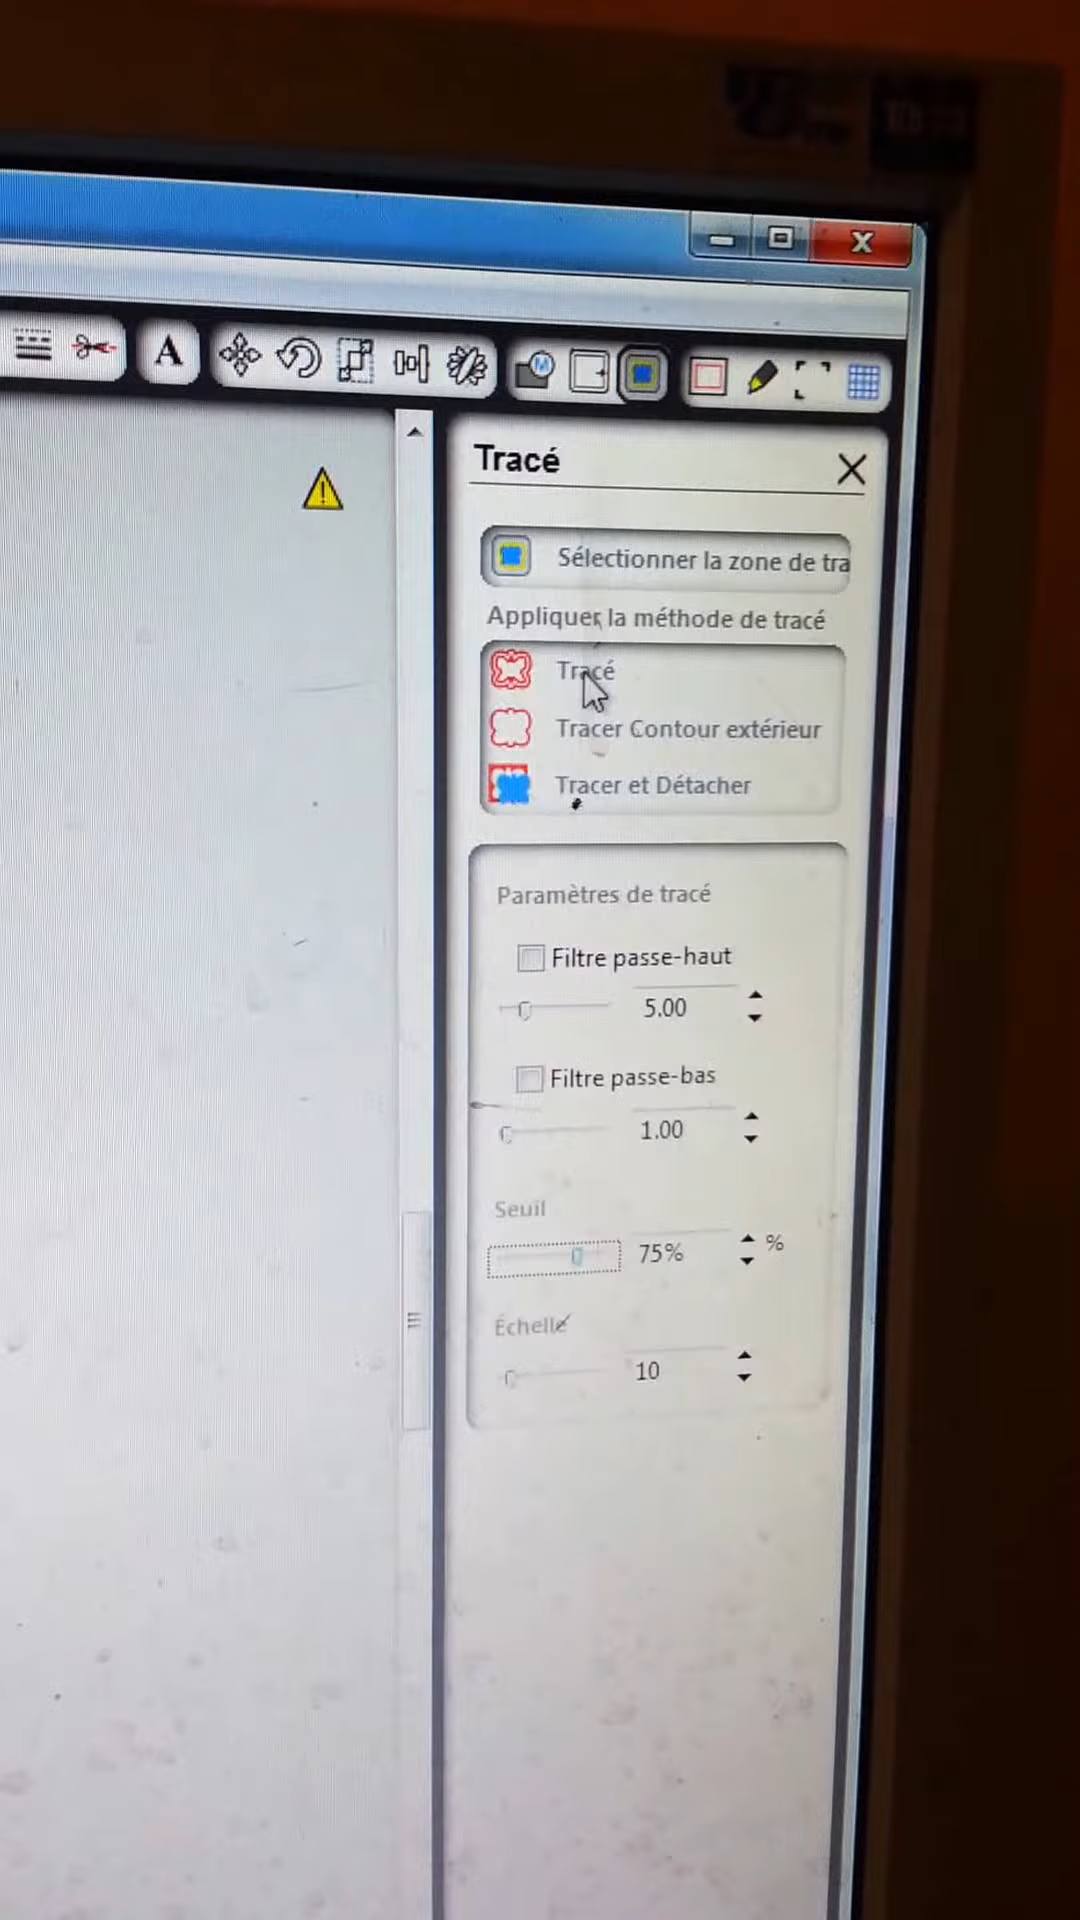 A
M
Tracé
Sélectionner la zone de tra
Appliquer la méthode de tracé
Tracé
Tracer Contour extérieur
Tracer et Détacher
Paramètres de tracé
Filtre passe-haut
5.00
Filtre passe-bas
1.00
Seuil
75% %
Échelle
10